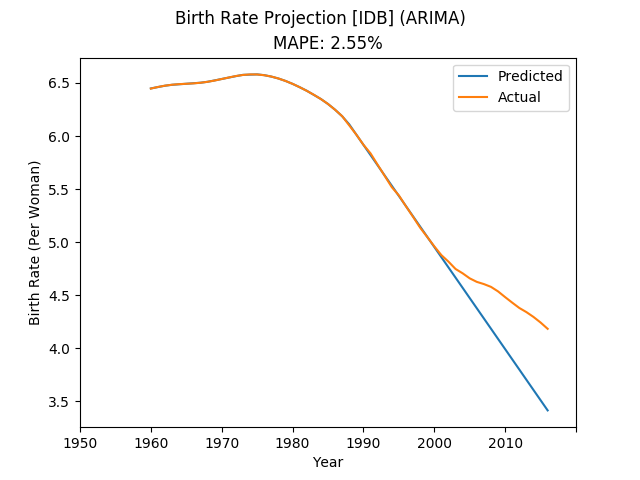 Birth Rate Projection [IDB] (ARIMA)
MAPE: 2.55%
Predicted
Actual
Birth Rate (Per Woman)
6.5
6.0
5.5
5.0
4.5
4.0
3.5
1950 1960 1970 1980 1990 2000 2010
Year